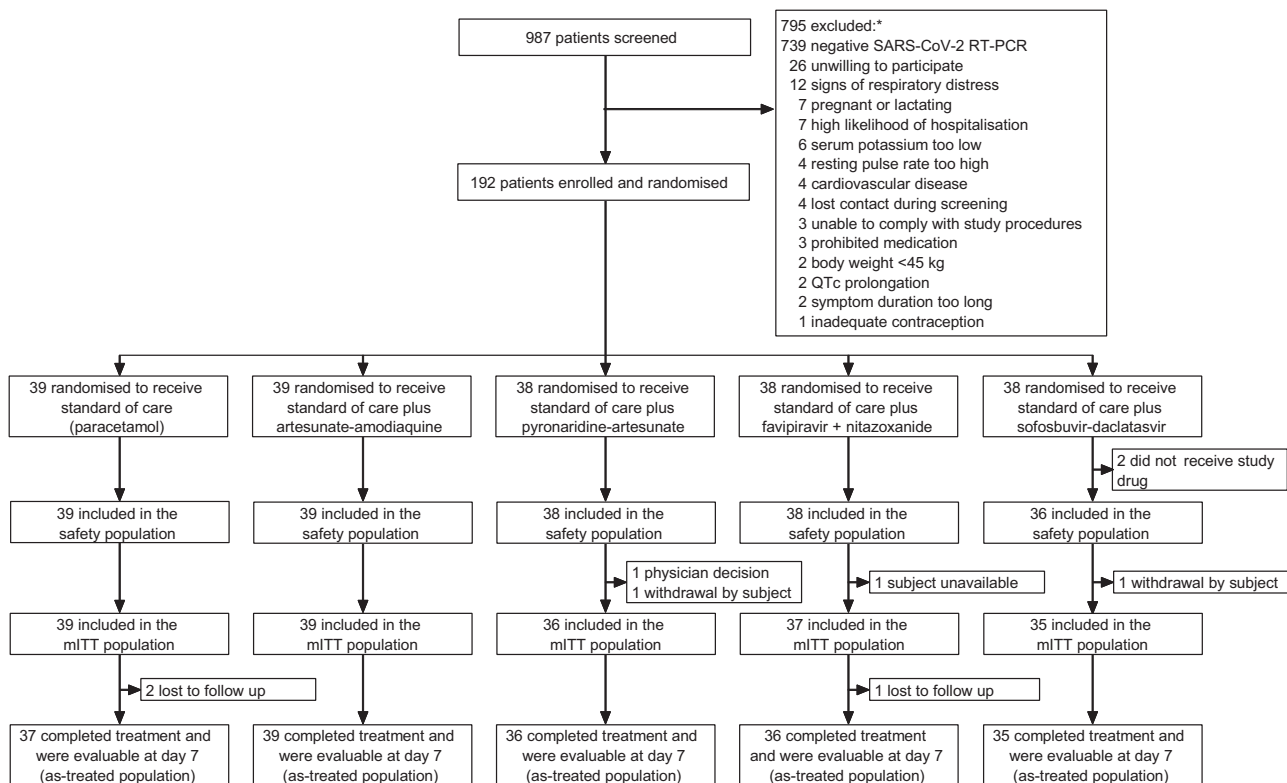 987 patients screened
795 excluded:*
739 negative SARS-CoV-2 RT-PCR
26 unwilling to participate
12 signs of respiratory distress
7 pregnant or lactating
7 high likelihood of hospitalisation
6 serum potassium too low
4 resting pulse rate too high
4 cardiovascular disease
4 lost contact during screening
3 unable to comply with study procedures
3 prohibited medication
2 body weight <45 kg
2 QTc prolongation
2 symptom duration too long
1 inadequate contraception
192 patients enrolled and randomised
39 randomised to receive
standard of care
(paracetamol)
39 randomised to receive
standard of care plus
artesunate-amodiaquine
38 randomised to receive
standard of care plus
pyronaridine-artesunate
38 randomised to receive
standard of care plus
favipiravir + nitazoxanide
38 randomised to receive
standard of care plus
sofosbuvir-daclatasvir
2 did not receive study
drug
39 included in the
safety population
39 included in the
safety population
38 included in the
safety population
38 included in the
safety population
36 included in the
safety population
1 physician decision
1 withdrawal by subject
1 subject unavailable
1 withdrawal by subject
39 included in the
mITT population
39 included in the
mITT population
36 included in the
mITT population
37 included in the
mITT population
35 included in the
mITT population
2 lost to follow up
1 lost to follow up
37 completed treatment and
were evaluable at day 7
(as-treated population)
39 completed treatment and
were evaluable at day 7
(as-treated population)
36 completed treatment and
were evaluable at day 7
(as-treated population)
36 completed treatment
and were evaluable at day 7
(as-treated population)
35 completed treatment and
were evaluable at day 7
(as-treated population)